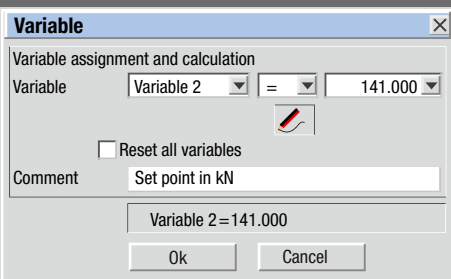 Variable
Variable assignment and calculation
Variable Variable 2 = 141.000
Reset all variables
Comment Set point in kN
Variable 2=141.000
Ok Cancel